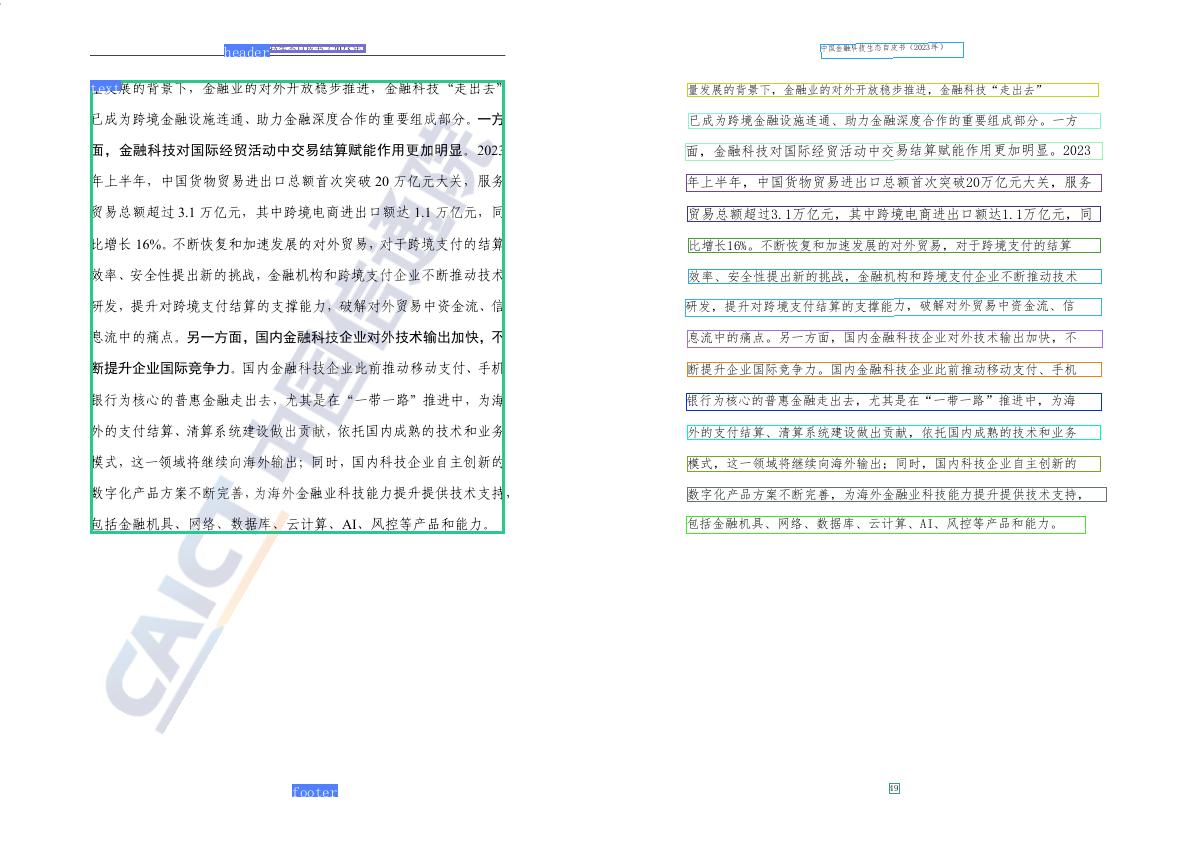 header
text
量发展的背景下，金融业的对外开放稳步推进，金融科技“走出去”
已成为跨境金融设施连通、助力金融深度合作的重要组成部分。一方
面，金融科技对国际经贸活动中交易结算赋能作用更加明显。2023
年上半年，中国货物贸易进出口总额首次突破 20 万亿元大关，服务
贸易总额超过 3.1 万亿元，其中跨境电商进出口额达 1.1 万亿元，同
比增长 16%。不断恢复和加速发展的对外贸易，对于跨境支付的结算
效率、安全性提出新的挑战，金融机构和跨境支付企业不断推动技术
研发，提升对跨境支付结算的支撑能力，破解对外贸易中资金流、信
息流中的痛点。另一方面，国内金融科技企业对外技术输出加快，不
断提升企业国际竞争力。国内金融科技企业此前推动移动支付、手机
银行为核心的普惠金融走出去，尤其是在“一带一路”推进中，为海
外的支付结算、清算系统建设做出贡献，依托国内成熟的技术和业务
模式，这一领域将继续向海外输出；同时，国内科技企业自主创新的
数字化产品方案不断完善，为海外金融业科技能力提升提供技术支持，
包括金融机具、网络、数据库、云计算、AI、风控等产品和能力。
CAICT 中国信通院
footer
中国金融科技生态白皮书（2023年）
量发展的背景下，金融业的对外开放稳步推进，金融科技“走出去”
已成为跨境金融设施连通、助力金融深度合作的重要组成部分。一方
面，金融科技对国际经贸活动中交易结算赋能作用更加明显。2023
年上半年，中国货物贸易进出口总额首次突破20万亿元大关，服务
贸易总额超过3.1万亿元，其中跨境电商进出口额达1.1万亿元，同
比增长16%。不断恢复和加速发展的对外贸易，对于跨境支付的结算
效率、安全性提出新的挑战，金融机构和跨境支付企业不断推动技术
研发，提升对跨境支付结算的支撑能力，破解对外贸易中资金流、信
息流中的痛点。另一方面，国内金融科技企业对外技术输出加快，不
断提升企业国际竞争力。国内金融科技企业此前推动移动支付、手机
银行为核心的普惠金融走出去，尤其是在“一带一路”推进中，为海
外的支付结算、清算系统建设做出贡献，依托国内成熟的技术和业务
模式，这一领域将继续向海外输出；同时，国内科技企业自主创新的
数字化产品方案不断完善，为海外金融业科技能力提升提供技术支持，
包括金融机具、网络、数据库、云计算、AI、风控等产品和能力。
49